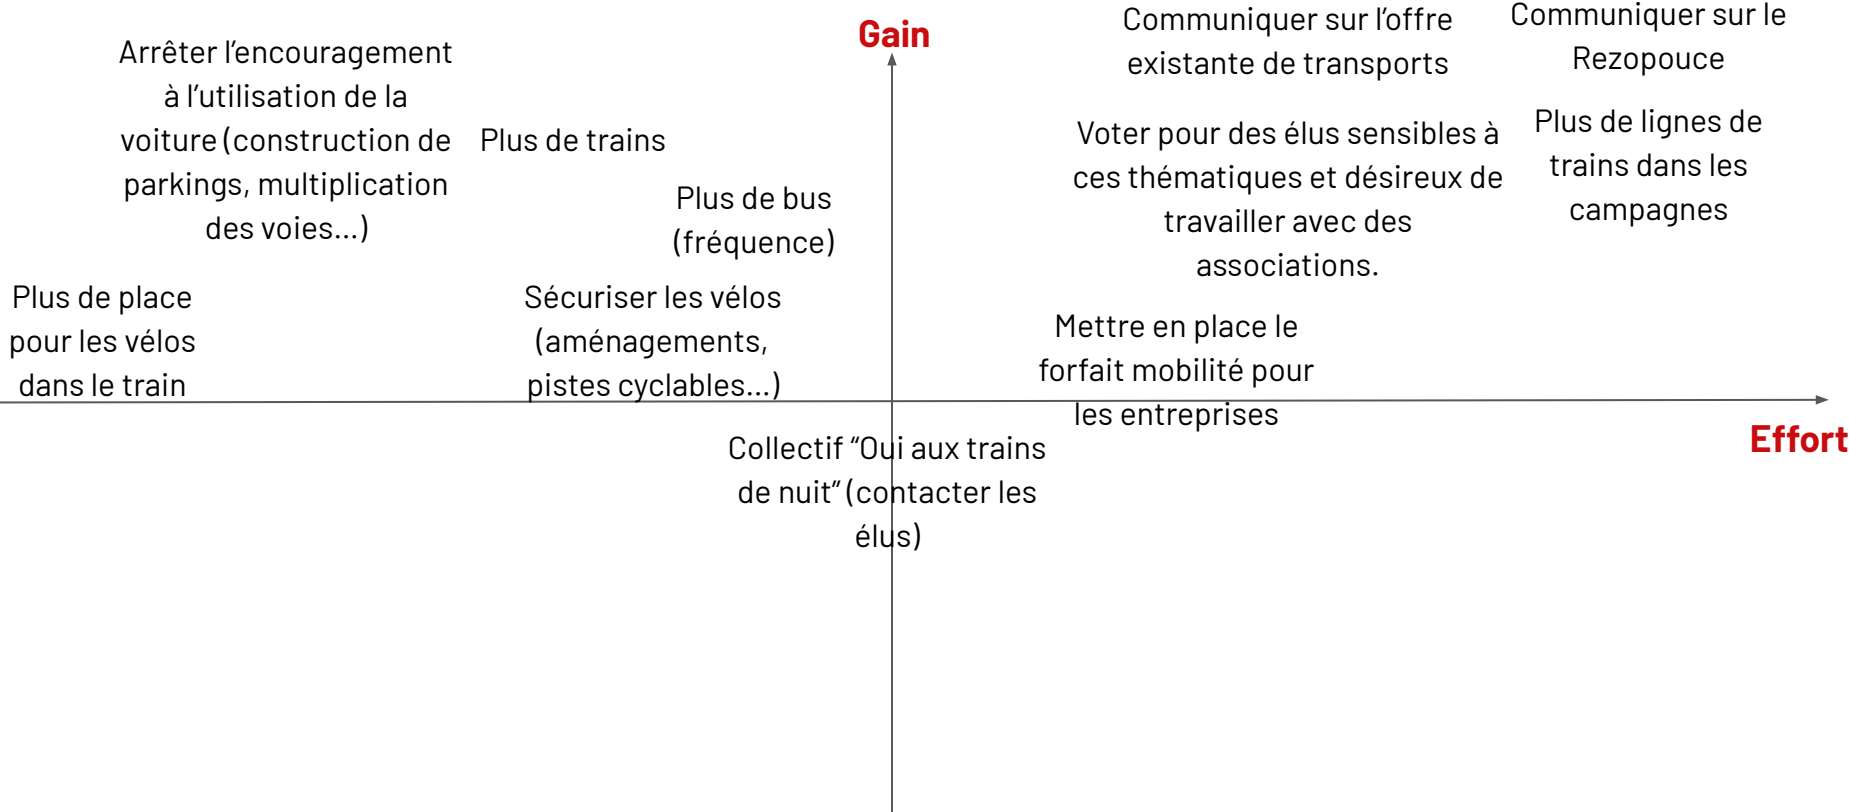 Gain
Arrêter l’encouragement
à l’utilisation de la
voiture (construction de
parkings, multiplication
des voies...)
Plus de trains
Plus de bus
(fréquence)
Plus de place
pour les vélos
dans le train
Sécuriser les vélos
(aménagements,
pistes cyclables...)
Communiquer sur l’offre
existante de transports
Communiquer sur le
Rezopouce
Voter pour des élus sensibles à
ces thématiques et désireux de
travailler avec des
associations.
Plus de lignes de
trains dans les
campagnes
Mettre en place le
forfait mobilité pour
les entreprises
Effort
Collectif “Oui aux trains
de nuit” (contacter les
élus)